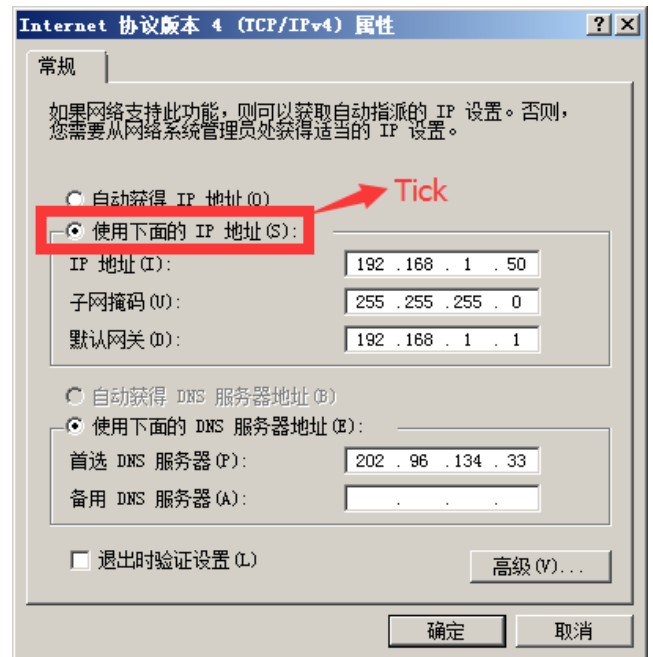 Internet 协议版本 4 (TCP/IPv4) 属性
常规
如果网络支持此功能，则可以获取自动指派的 IP 设置。否则，
您需要从网络系统管理员处获得适当的 IP 设置。
自动获得 IP 地址(O)
Tick
使用下面的 IP 地址(S):
IP 地址(I): 192 . 168 . 1 . 50
子网掩码(U): 255 . 255 . 255 . 0
默认网关(D): 192 . 168 . 1 . 1
自动获得 DNS 服务器地址(B)
使用下面的 DNS 服务器地址(E):
首选 DNS 服务器(P): 202 . 96 . 134 . 33
备用 DNS 服务器(A): . . .
退出时验证设置(L)
高级(V)...
确定 取消